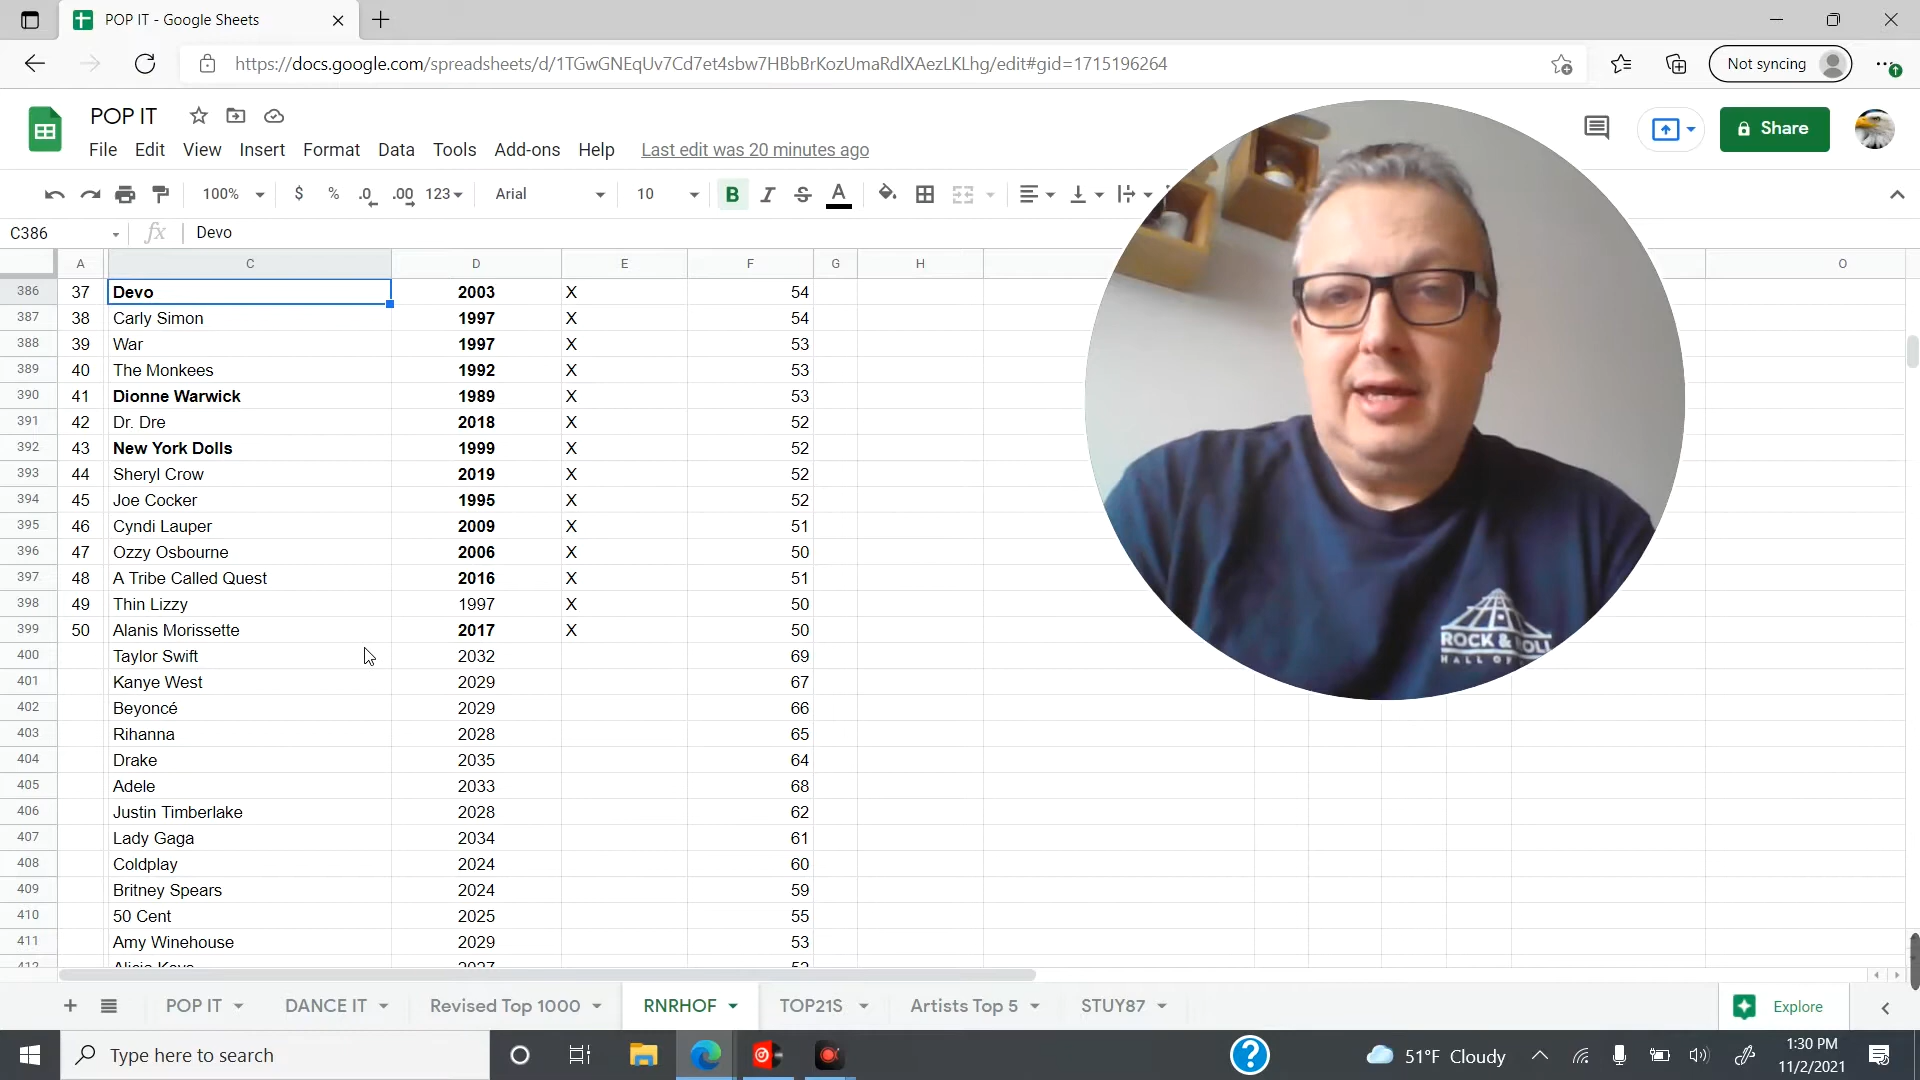 POP IT - Google Sheets
https://docs.google.com/spreadsheets/d/1TGwGNEqUv7Cd7et4sbw7HBbBrKozUmaRdlXAezLKLhg/edit#gid=1715196264
Not syncing
POP IT
File Edit View Insert Format Data Tools Add-ons Help Last edit was 20 minutes ago
Share
100% $ % .0 .00 123 Arial 10 B I S A
C386 fx Devo
A C D E F G H O
386 37 Devo 2003 X 54
387 38 Carly Simon 1997 X 54
388 39 War 1997 X 53
389 40 The Monkees 1992 X 53
390 41 Dionne Warwick 1989 X 53
391 42 Dr. Dre 2018 X 52
392 43 New York Dolls 1999 X 52
393 44 Sheryl Crow 2019 X 52
394 45 Joe Cocker 1995 X 52
395 46 Cyndi Lauper 2009 X 51
396 47 Ozzy Osbourne 2006 X 50
397 48 A Tribe Called Quest 2016 X 51
398 49 Thin Lizzy 1997 X 50
399 50 Alanis Morissette 2017 X 50
400 Taylor Swift 2032 69
401 Kanye West 2029 67
402 Beyoncé 2029 66
403 Rihanna 2028 65
404 Drake 2035 64
405 Adele 2033 68
406 Justin Timberlake 2028 62
407 Lady Gaga 2034 61
408 Coldplay 2024 60
409 Britney Spears 2024 59
410 50 Cent 2025 55
411 Amy Winehouse 2029 53
ROCK & ROLL
HALL OF
POP IT DANCE IT Revised Top 1000 RNRHOF TOP21S Artists Top 5 STUY87 Explore
Type here to search
51°F Cloudy
1:30 PM
11/2/2021